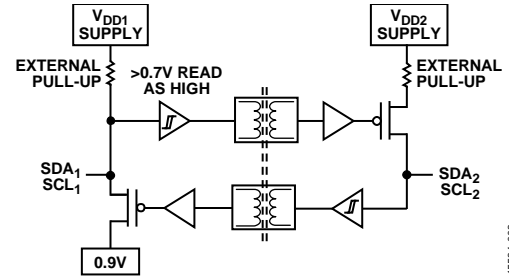 VDD1
SUPPLY
VDD2
SUPPLY
EXTERNAL
PULL-UP
>0.7V READ
AS HIGH
EXTERNAL
PULL-UP
SDA1
SCL1
SDA2
SCL2
0.9V